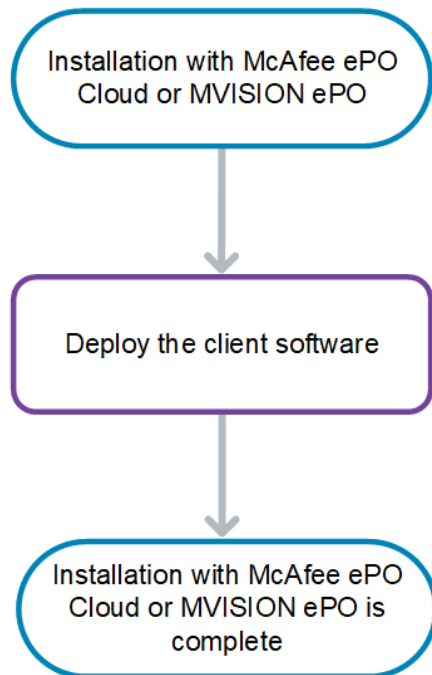 Installation with McAfee ePO
Cloud or MVISION ePO
Deploy the client software
Installation with McAfee ePO
Cloud or MVISION ePO is
complete